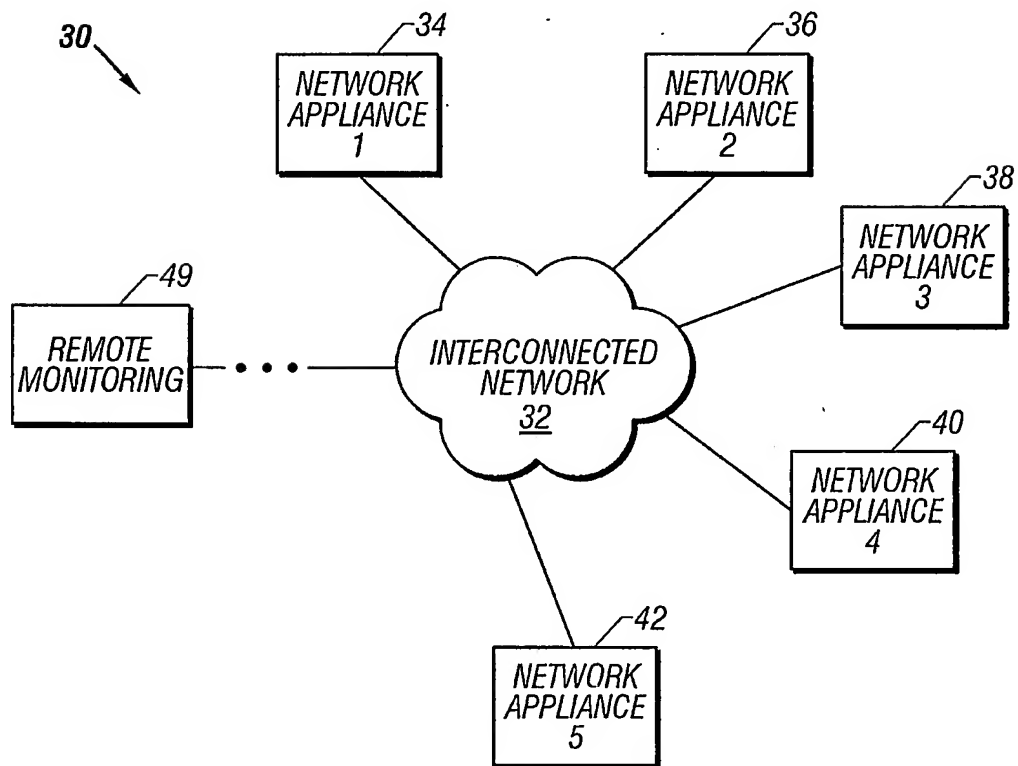 30
34
NETWORK
APPLIANCE
1
36
NETWORK
APPLIANCE
2
38
NETWORK
APPLIANCE
3
49
REMOTE
MONITORING
INTERCONNECTED
NETWORK
32
40
NETWORK
APPLIANCE
4
42
NETWORK
APPLIANCE
5